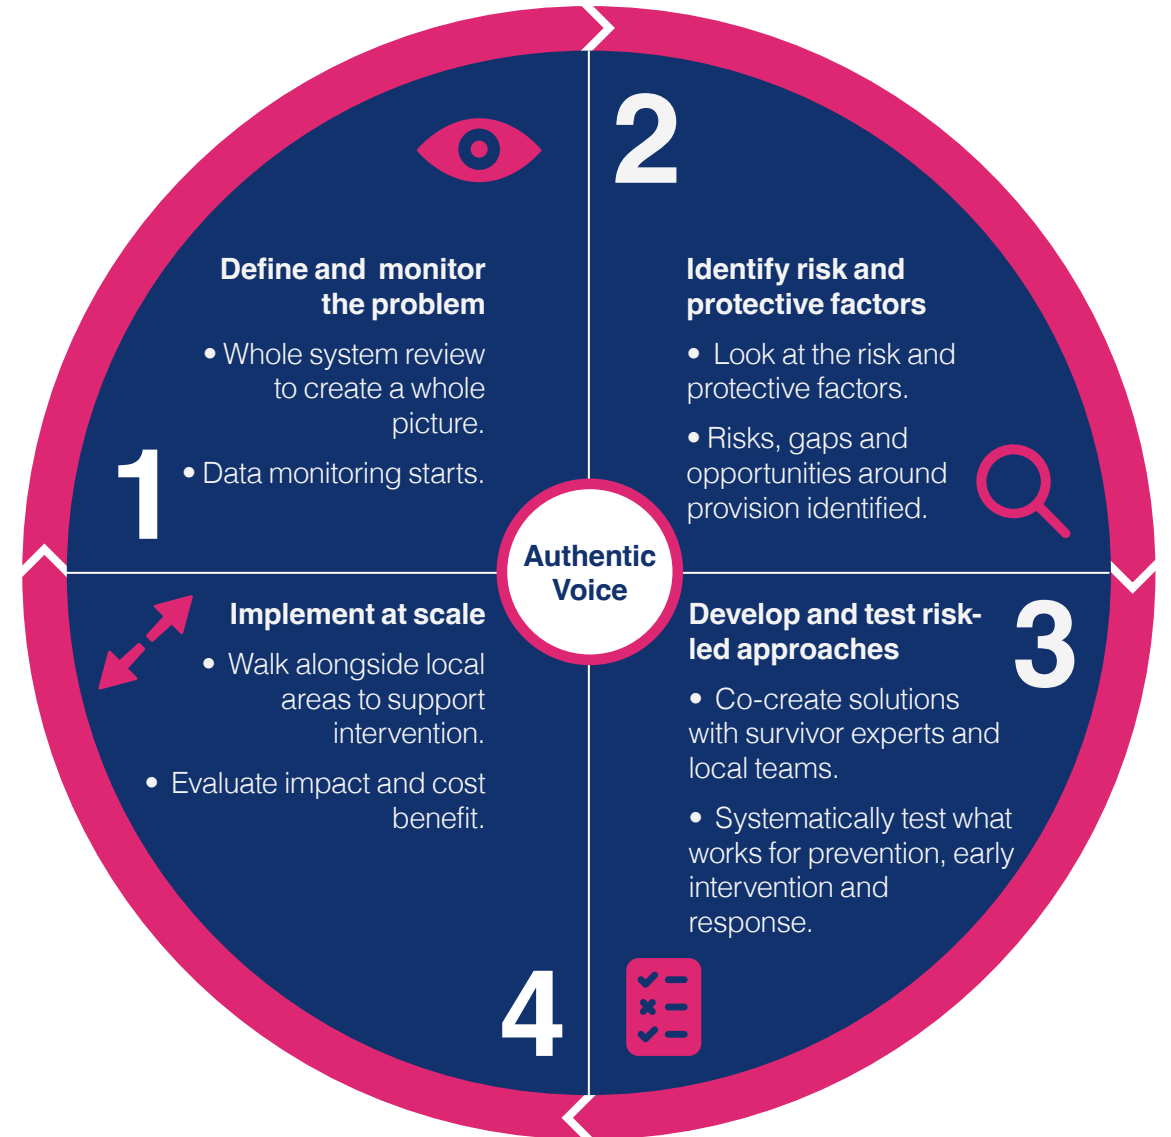 1
Define and  monitor
the problem
• Whole system review
to create a whole
picture.
• Data monitoring starts.
2
Identify risk and
protective factors
•  Look at the risk and
protective factors.
• Risks, gaps and
opportunities around
provision identified.
Authentic
Voice
3
Develop and test risk-
led approaches
•  Co-create solutions
with survivor experts and
local teams.
•  Systematically test what
works for prevention, early
intervention and
response.
4
Implement at scale
•  Walk alongside local
areas to support
intervention.
•  Evaluate impact and cost
benefit.